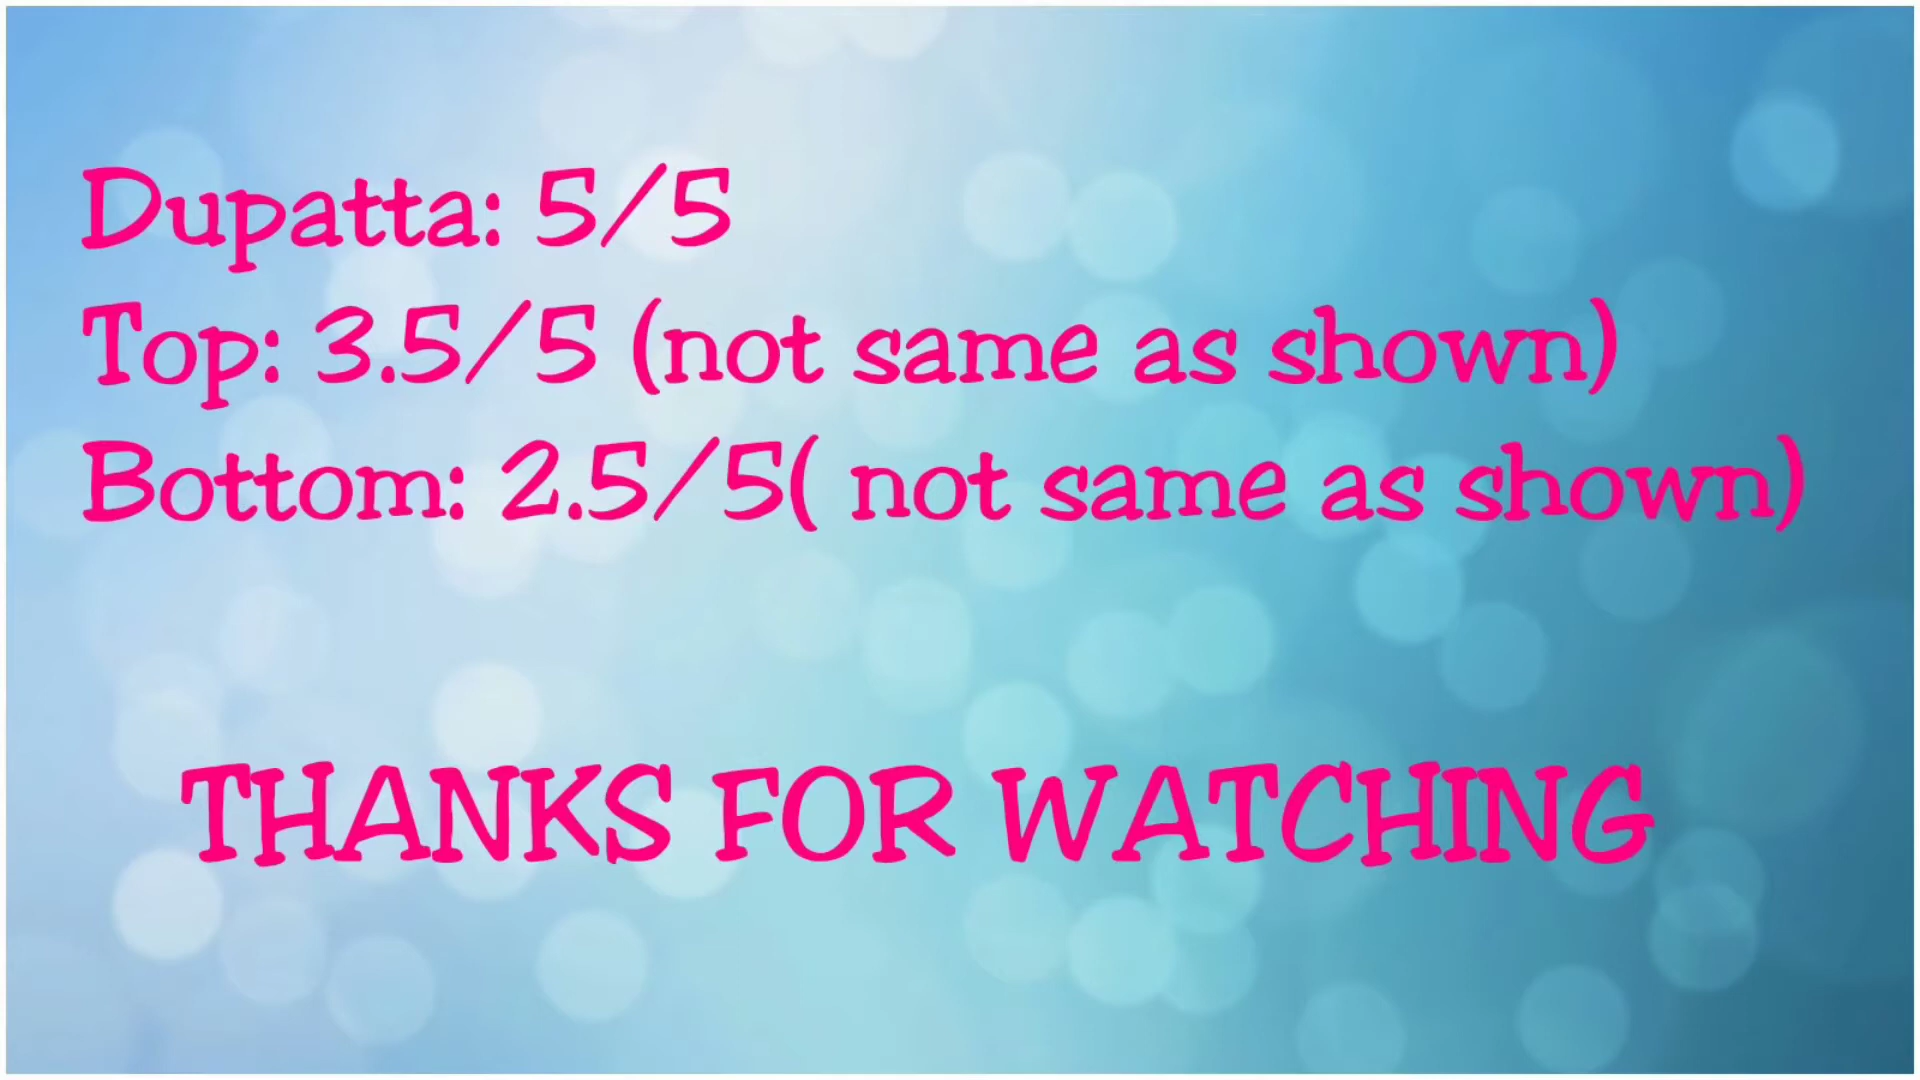 Dupatta: 5/5
Top: 3.5/5 (not same as shown)
Bottom: 2.5/5( not same as shown)
THANKS FOR WATCHING